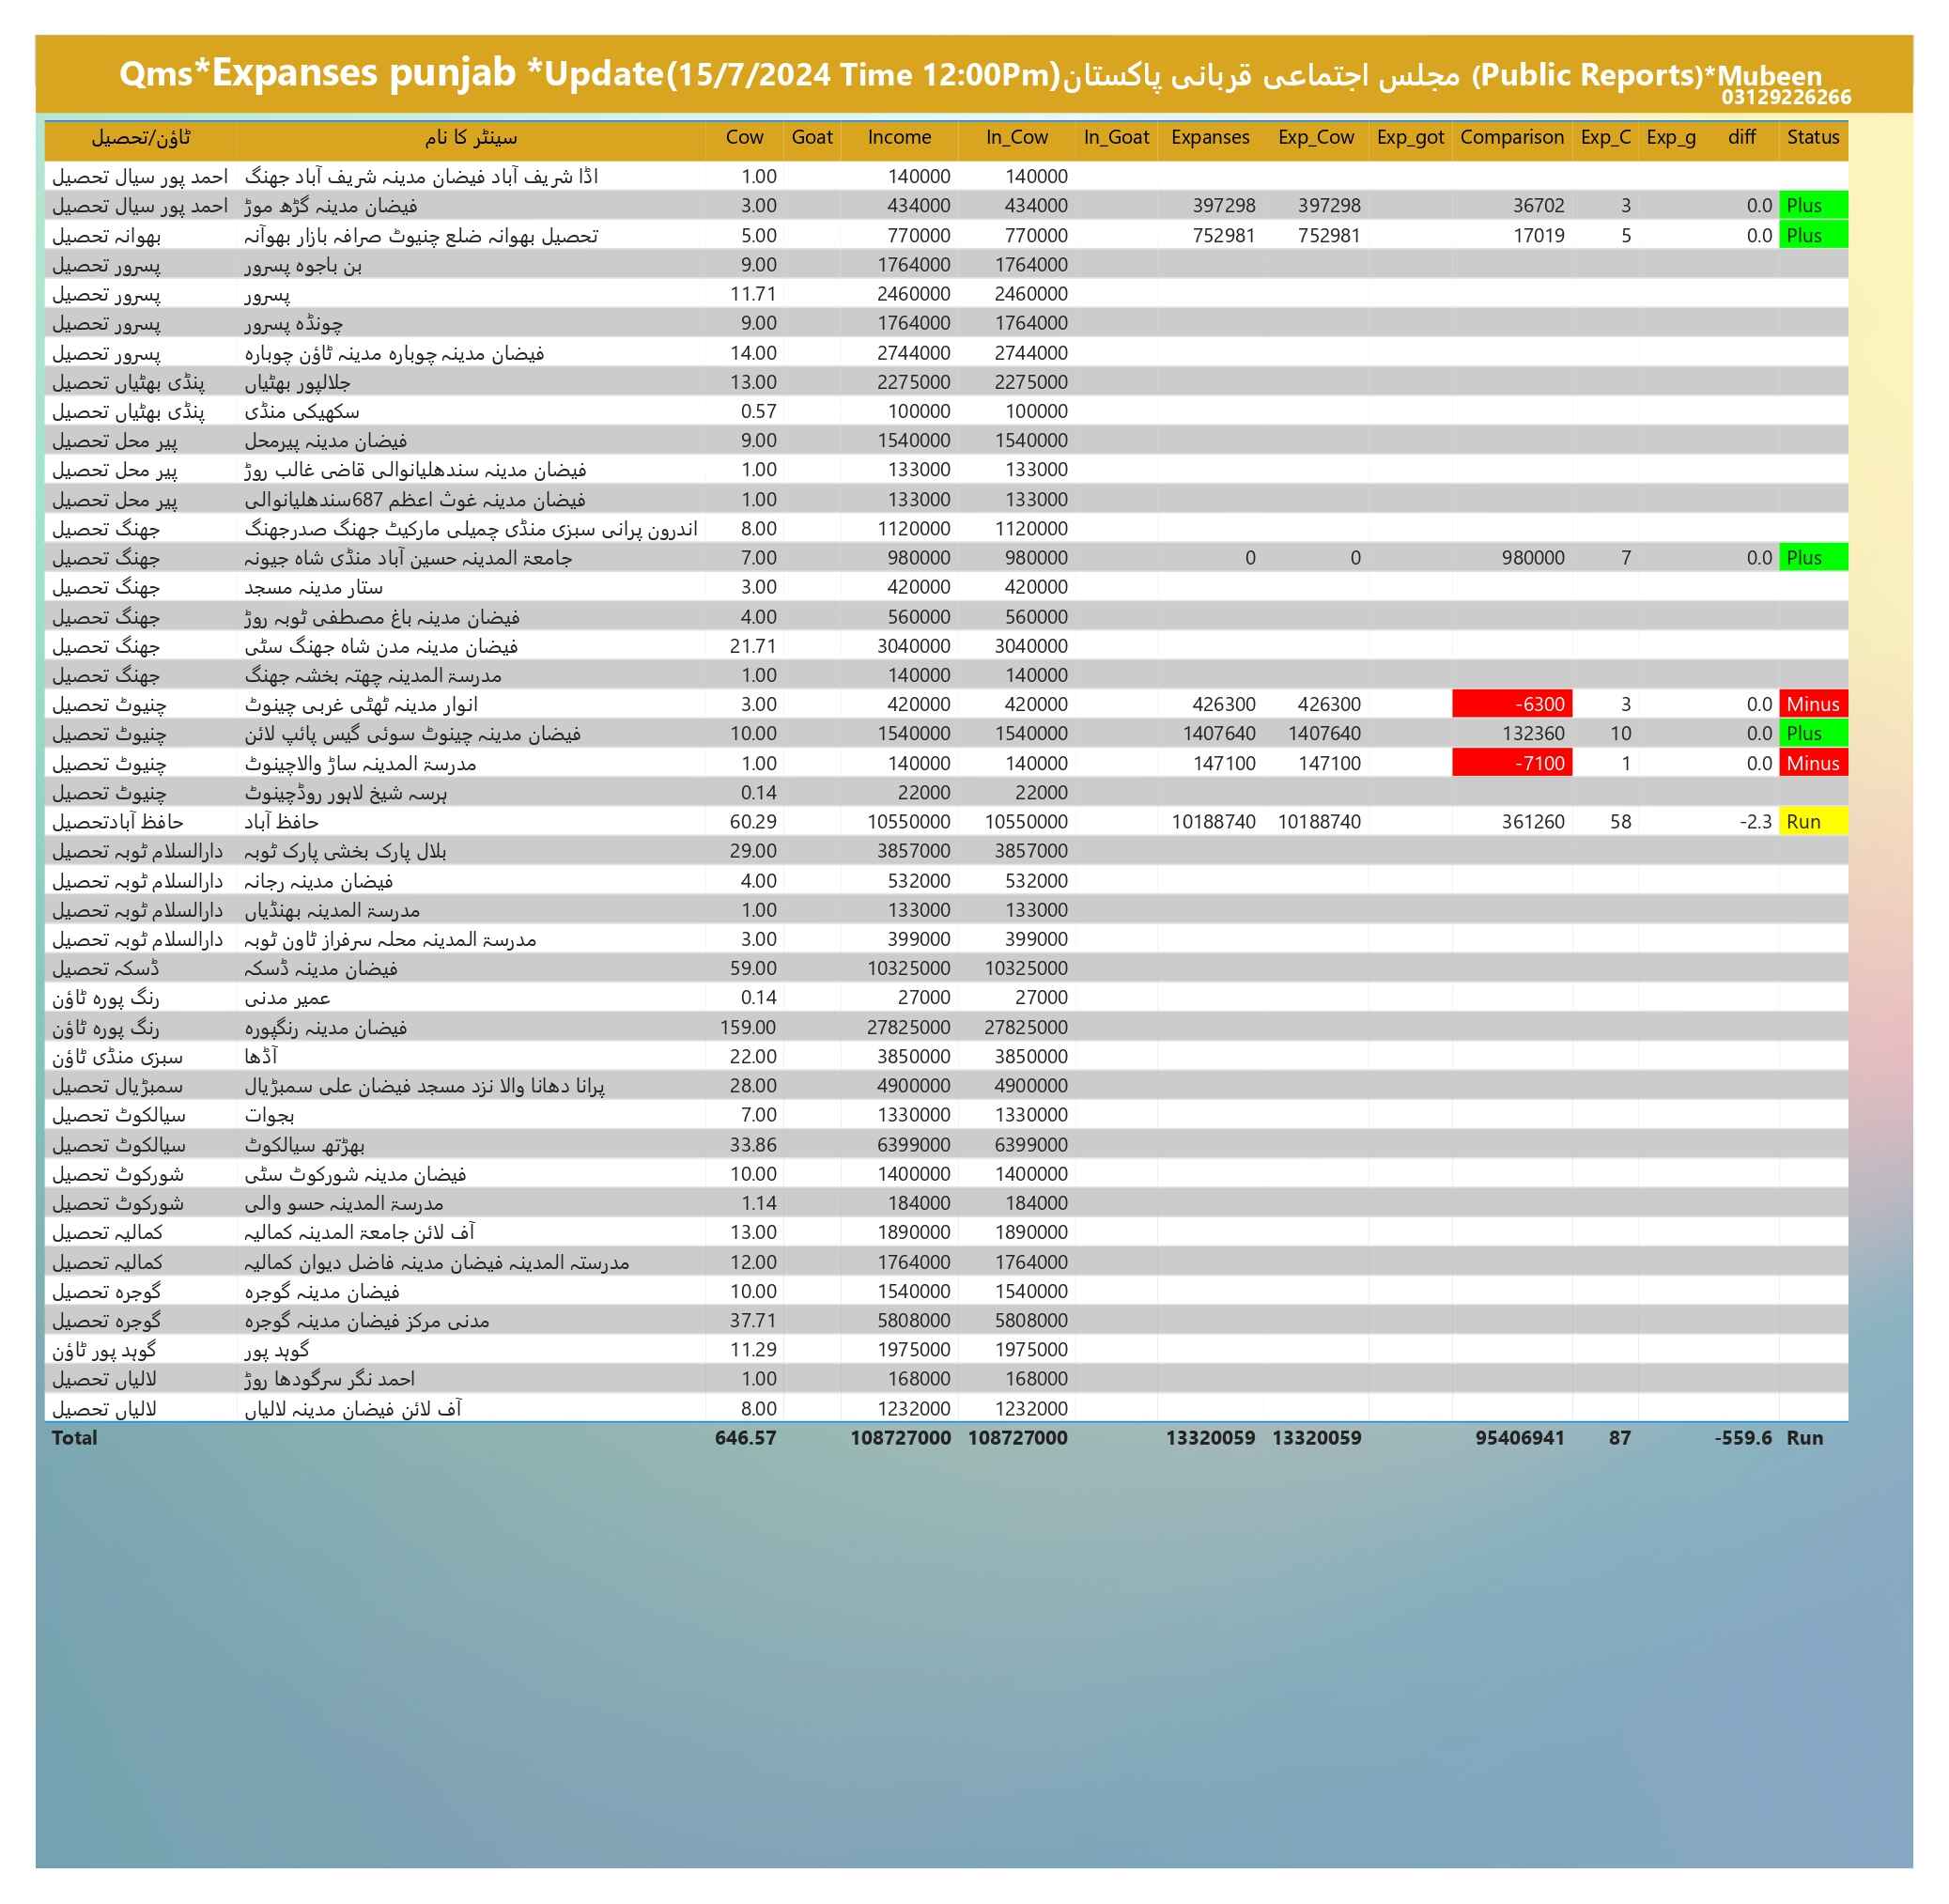 Qms*Expanses punjab *Update(15/7/2024 Time 12:00Pm)مجلس اجتماعی قربانی پاکستان (Public Reports)*Mubeen
03129226266
ٹاؤن/تحصیل سینٹر کا نام Cow Goat Income In_Cow In_Goat Expanses Exp_Cow Exp_got Comparison Exp_C Exp_g diff Status
احمد پور سیال تحصیل اڈا شریف آباد فیضان مدینہ شریف آباد جھنگ 1.00 140000 140000
احمد پور سیال تحصیل فیضان مدینہ گڑھ موڑ 3.00 434000 434000 397298 397298 36702 3 0.0 Plus
بھوانہ تحصیل تحصیل بھوانہ ضلع چنیوٹ صرافہ بازار بھوآنہ 5.00 770000 770000 752981 752981 17019 5 0.0 Plus
پسرور تحصیل بن باجوہ پسرور 9.00 1764000 1764000
پسرور تحصیل پسرور 11.71 2460000 2460000
پسرور تحصیل چونڈہ پسرور 9.00 1764000 1764000
پسرور تحصیل فیضان مدینہ چوبارہ مدینہ ٹاؤن چوبارہ 14.00 2744000 2744000
پنڈی بھٹیاں تحصیل جلالپور بھٹیاں 13.00 2275000 2275000
پنڈی بھٹیاں تحصیل سکھیکی منڈی 0.57 100000 100000
پیر محل تحصیل فیضان مدینہ پیرمحل 9.00 1540000 1540000
پیر محل تحصیل فیضان مدینہ سندھلیانوالی قاضی غالب روڑ 1.00 133000 133000
پیر محل تحصیل فیضان مدینہ غوث اعظم 687سندھلیانوالی 1.00 133000 133000
جھنگ تحصیل اندرون پرانی سبزی منڈی چمیلی مارکیٹ جھنگ صدرجھنگ 8.00 1120000 1120000
جھنگ تحصیل جامعۃ المدینہ حسین آباد منڈی شاہ جیونہ 7.00 980000 980000 0 0 980000 7 0.0 Plus
جھنگ تحصیل ستار مدینہ مسجد 3.00 420000 420000
جھنگ تحصیل فیضان مدینہ باغ مصطفی ٹوبہ روڑ 4.00 560000 560000
جھنگ تحصیل فیضان مدینہ مدن شاہ جھنگ سٹی 21.71 3040000 3040000
جھنگ تحصیل مدرسۃ المدینہ چھتہ بخشہ جھنگ 1.00 140000 140000
چنیوٹ تحصیل انوار مدینہ ٹھٹی غربی چینوٹ 3.00 420000 420000 426300 426300 -6300 3 0.0 Minus
چنیوٹ تحصیل فیضان مدینہ چینوٹ سوئی گیس پائپ لائن 10.00 1540000 1540000 1407640 1407640 132360 10 0.0 Plus
چنیوٹ تحصیل مدرسۃ المدینہ ساڑ والاچینوٹ 1.00 140000 140000 147100 147100 -7100 1 0.0 Minus
چنیوٹ تحصیل ہرسہ شیخ لاہور روڈچینوٹ 0.14 22000 22000
حافظ آبادتحصیل حافظ آباد 60.29 10550000 10550000 10188740 10188740 361260 58 -2.3 Run
دارالسلام ٹوبہ تحصیل بلال پارک بخشی پارک ٹوبہ 29.00 3857000 3857000
دارالسلام ٹوبہ تحصیل فیضان مدینہ رجانہ 4.00 532000 532000
دارالسلام ٹوبہ تحصیل مدرسۃ المدینہ بھنڈیاں 1.00 133000 133000
دارالسلام ٹوبہ تحصیل مدرسۃ المدینہ محلہ سرفراز ٹاون ٹوبہ 3.00 399000 399000
ڈسکہ تحصیل فیضان مدینہ ڈسکہ 59.00 10325000 10325000
رنگ پورہ ٹاؤن عمیر مدنی 0.14 27000 27000
رنگ پورہ ٹاؤن فیضان مدینہ رنگپورہ 159.00 27825000 27825000
سبزی منڈی ٹاؤن آڈھا 22.00 3850000 3850000
سمبڑیال تحصیل پرانا دھانا والا نزد مسجد فیضان علی سمبڑیال 28.00 4900000 4900000
سیالکوٹ تحصیل بجوات 7.00 1330000 1330000
سیالکوٹ تحصیل بھڑتھ سیالکوٹ 33.86 6399000 6399000
شورکوٹ تحصیل فیضان مدینہ شورکوٹ سٹی 10.00 1400000 1400000
شورکوٹ تحصیل مدرسۃ المدینہ حسو والی 1.14 184000 184000
کمالیہ تحصیل آف لائن جامعۃ المدینہ کمالیہ 13.00 1890000 1890000
کمالیہ تحصیل مدرستہ المدینہ فیضان مدینہ فاضل دیوان کمالیہ 12.00 1764000 1764000
گوجرہ تحصیل فیضان مدینہ گوجرہ 10.00 1540000 1540000
گوجرہ تحصیل مدنی مرکز فیضان مدینہ گوجرہ 37.71 5808000 5808000
گوہد پور ٹاؤن گوہد پور 11.29 1975000 1975000
لالیاں تحصیل احمد نگر سرگودھا روڑ 1.00 168000 168000
لالیاں تحصیل آف لائن فیضان مدینہ لالیاں 8.00 1232000 1232000
Total 646.57 108727000 108727000 13320059 13320059 95406941 87 -559.6 Run